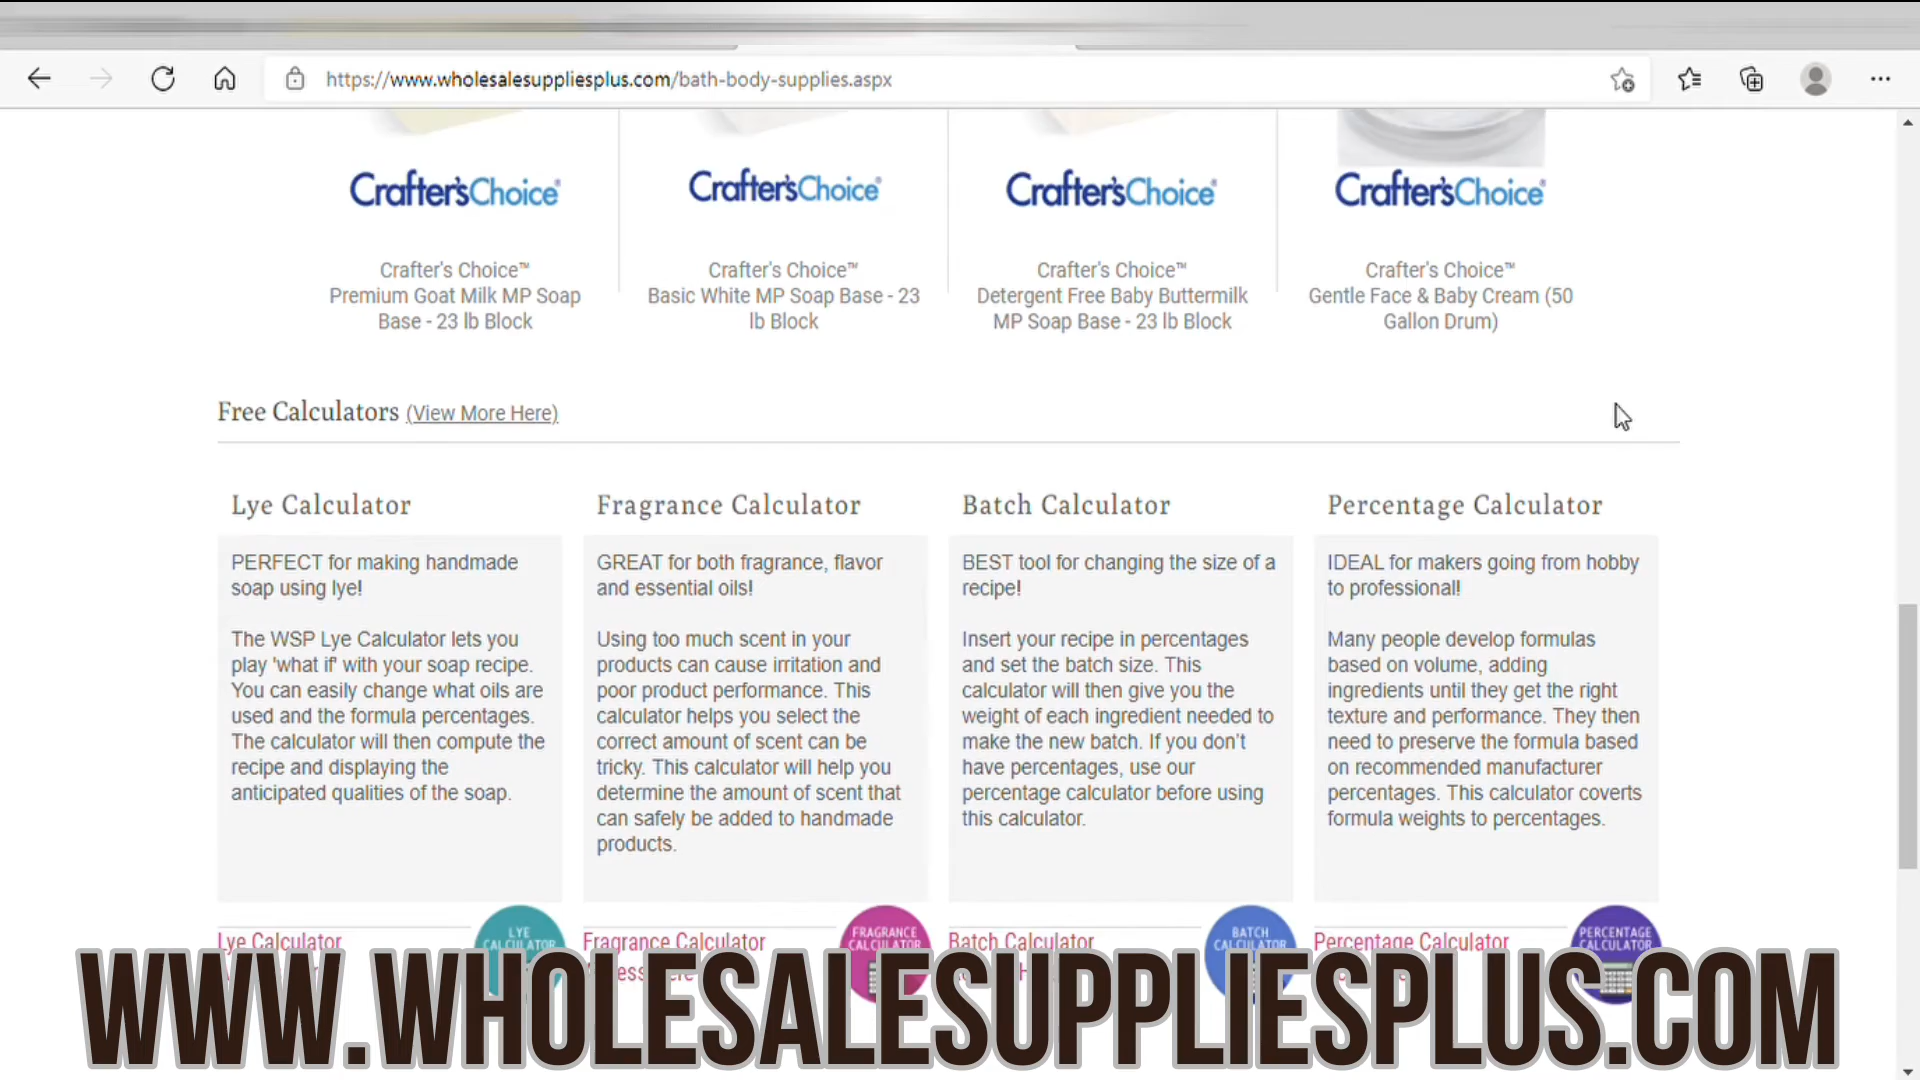 https://www.wholesalesuppliesplus.com/bath-body-supplies.aspx
Crafter'sChoice®
Crafter'sChoice®
Crafter'sChoice®
Crafter'sChoice®
Crafter's Choice™
Premium Goat Milk MP Soap
Base - 23 lb Block
Crafter's Choice™
Basic White MP Soap Base - 23
lb Block
Crafter's Choice™
Detergent Free Baby Buttermilk
MP Soap Base - 23 lb Block
Crafter's Choice™
Gentle Face & Baby Cream (50
Gallon Drum)
Free Calculators (View More Here)
Lye Calculator
PERFECT for making handmade
soap using lye!
The WSP Lye Calculator lets you
play 'what if' with your soap recipe.
You can easily change what oils are
used and the formula percentages.
The calculator will then compute the
recipe and displaying the
anticipated qualities of the soap.
Lye Calculator
LYE
CALCULATOR
Fragrance Calculator
GREAT for both fragrance, flavor
and essential oils!
Using too much scent in your
products can cause irritation and
poor product performance. This
calculator helps you select the
correct amount of scent can be
tricky. This calculator will help you
determine the amount of scent that
can safely be added to handmade
products.
Fragrance Calculator
FRAGRANCE
CALCULATOR
Batch Calculator
BEST tool for changing the size of a
recipe!
Insert your recipe in percentages
and set the batch size. This
calculator will then give you the
weight of each ingredient needed to
make the new batch. If you don't
have percentages, use our
percentage calculator before using
this calculator.
Batch Calculator
BATCH
CALCULATOR
Percentage Calculator
IDEAL for makers going from hobby
to professional!
Many people develop formulas
based on volume, adding
ingredients until they get the right
texture and performance. They then
need to preserve the formula based
on recommended manufacturer
percentages. This calculator coverts
formula weights to percentages.
Percentage Calculator
PERCENTAGE
CALCULATOR
WWW.WHOLESALESUPPLIESPLUS.COM